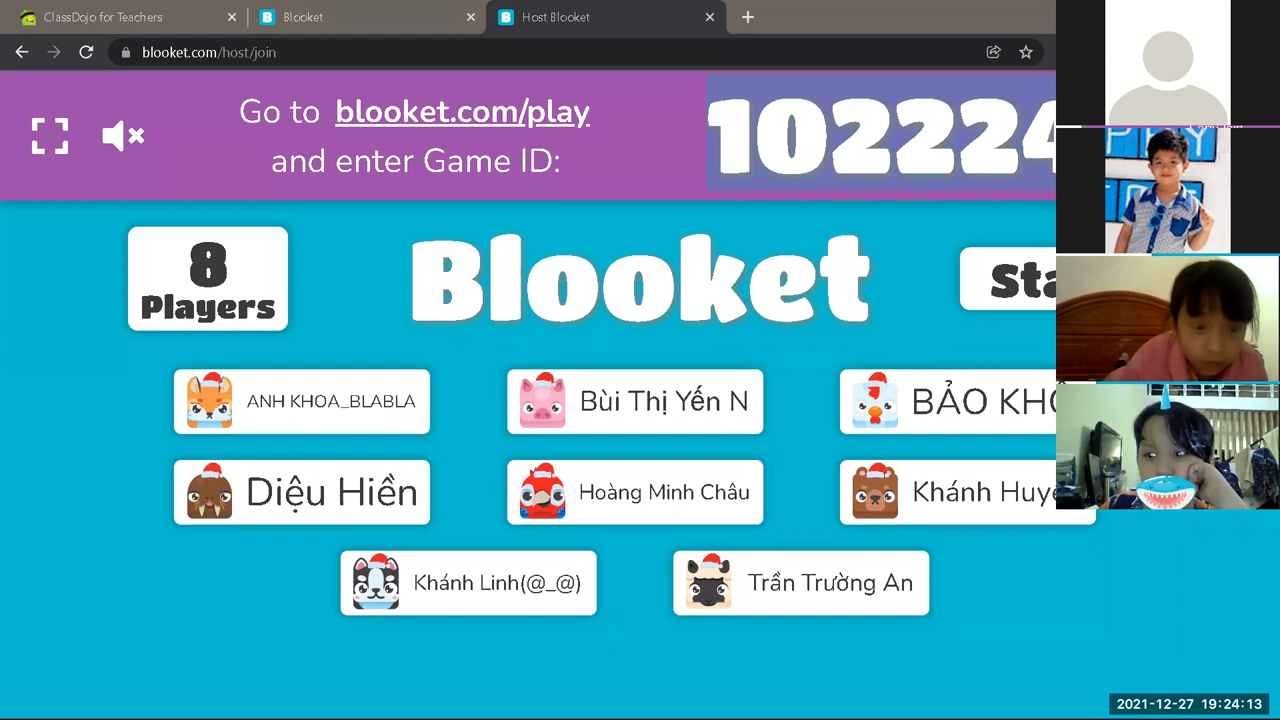 ClassDojo for Teachers
Blooket
Host Blooket
blooket.com/host/join
Go to blooket.com/play
and enter Game ID:
10222
8
Players
Blooket
Sta
ANH KHOA_BLABLA
Bùi Thị Yến N
BẢO KH
Diệu Hiền
Hoàng Minh Châu
Khánh Huy
Khánh Linh(@_@)
Trần Trường An
PLAY
2021-12-27 19:24:13